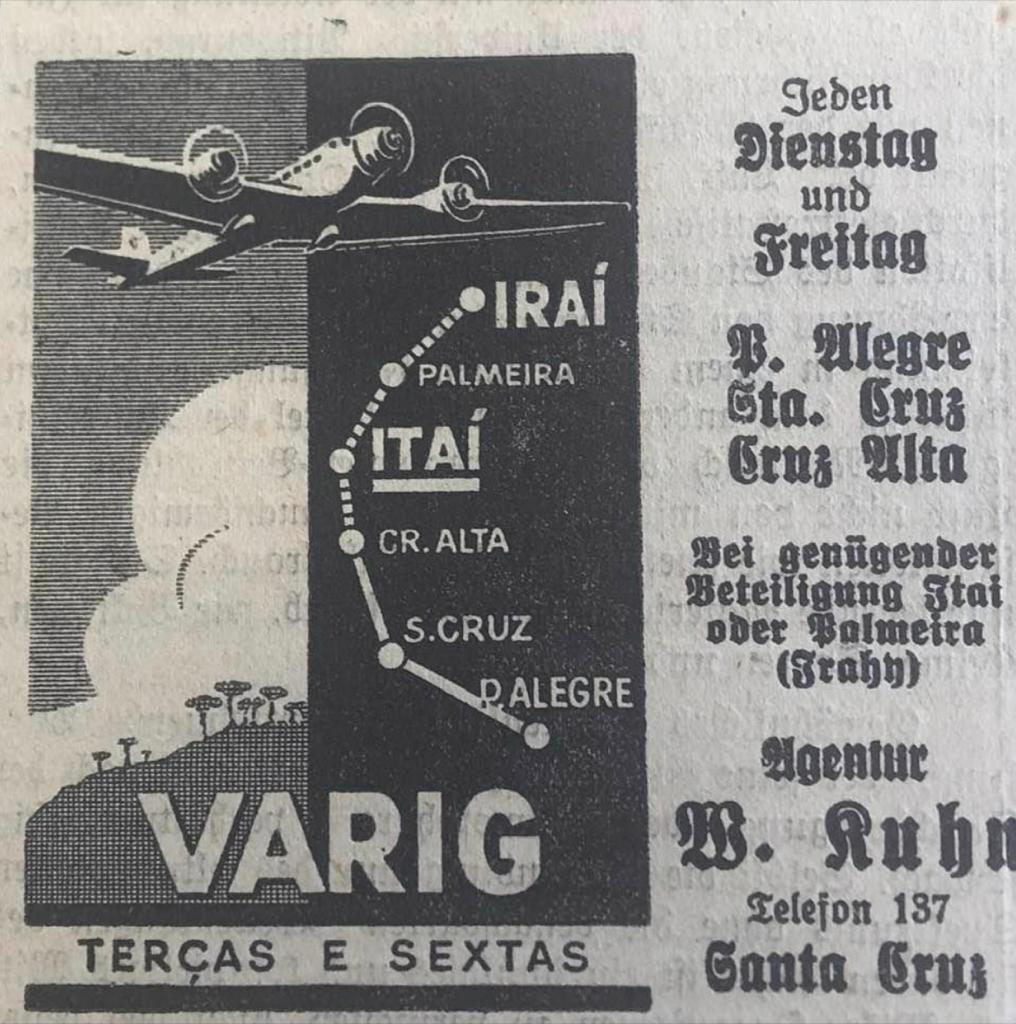 IRAÍ
PALMEIRA
ITAÍ
CR. ALTA
S. CRUZ
P. ALEGRE
VARIG
TERÇAS E SEXTAS
Jeden
Dienstag
und
Freitag
P. Alegre
Sta. Cruz
Cruz Alta
Bei genügender
Beteiligung Itai
oder Palmeira
(Irahy)
Agentur
W. Kuhn
Telefon 137
Santa Cruz